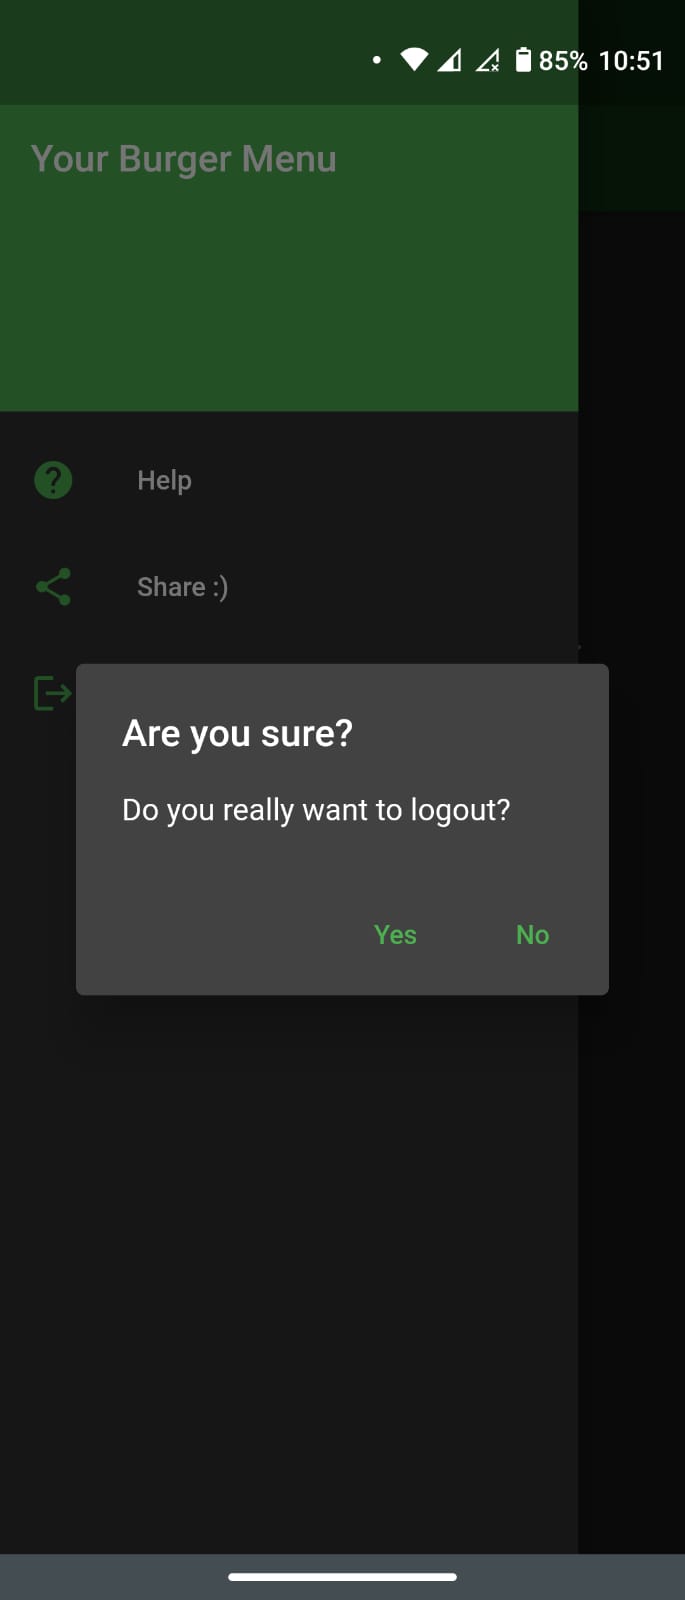 85% 10:51
Your Burger Menu
Help
Share :)
Are you sure?
Do you really want to logout?
Yes No